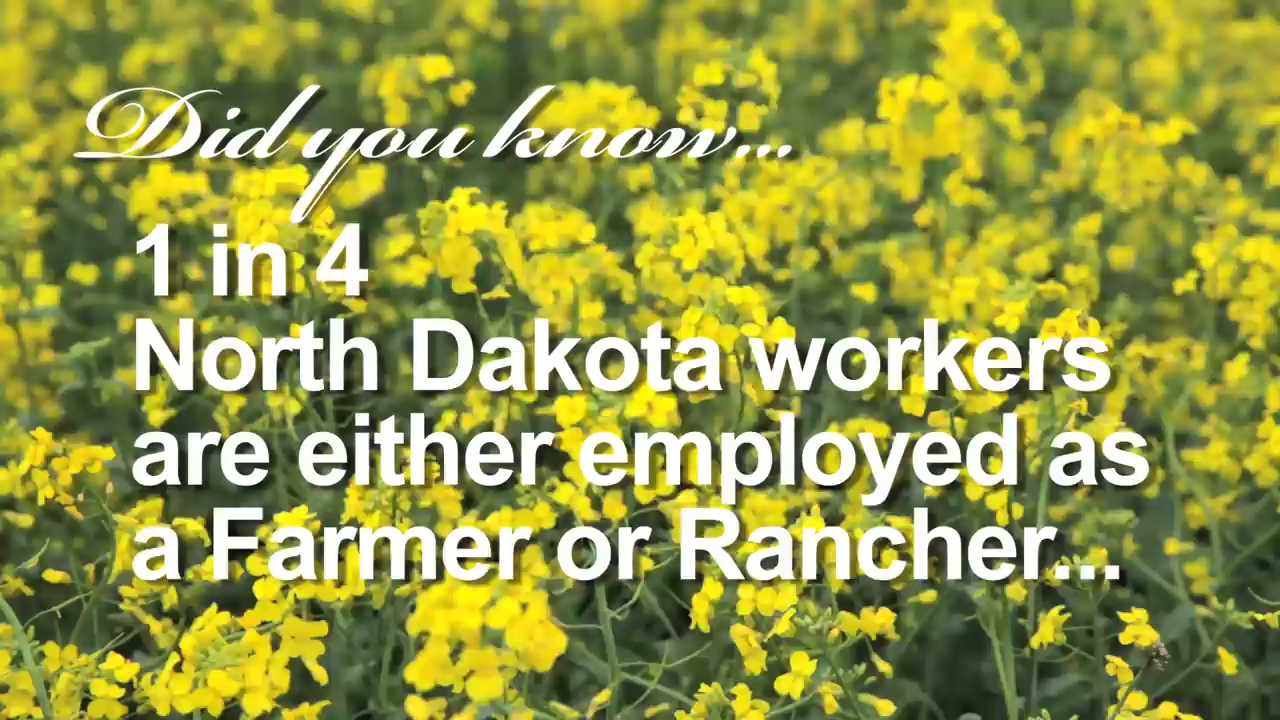 Did you know...
1 in 4
North Dakota workers
are either employed as
a Farmer or Rancher...